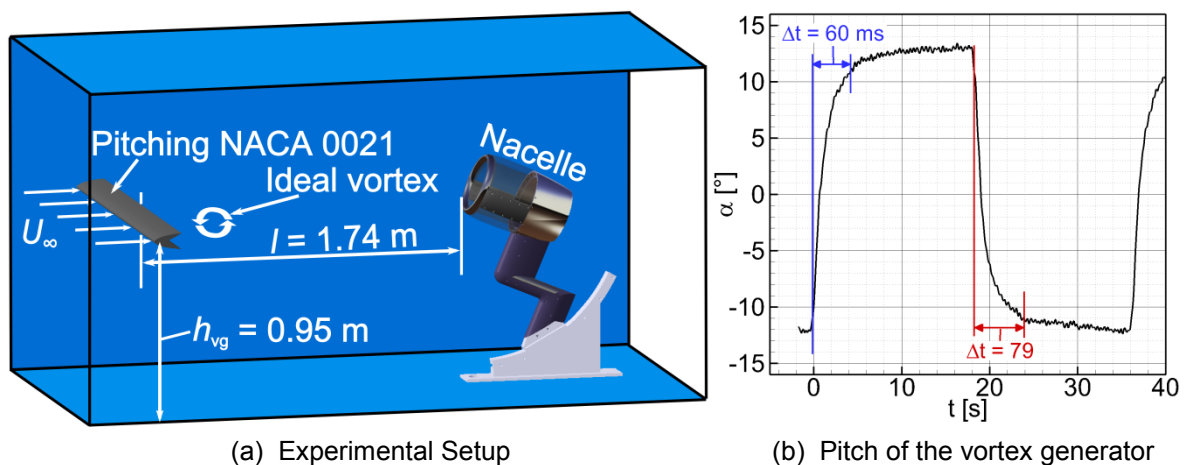 Pitching NACA 0021
Ideal vortex
Nacelle
U∞
l = 1.74 m
hvg = 0.95 m
(a) Experimental Setup
Δt = 60 ms
15
10
5
0
-5
-10
-15
α [°]
Δt = 79
0 10 20 30 40
t [s]
(b) Pitch of the vortex generator